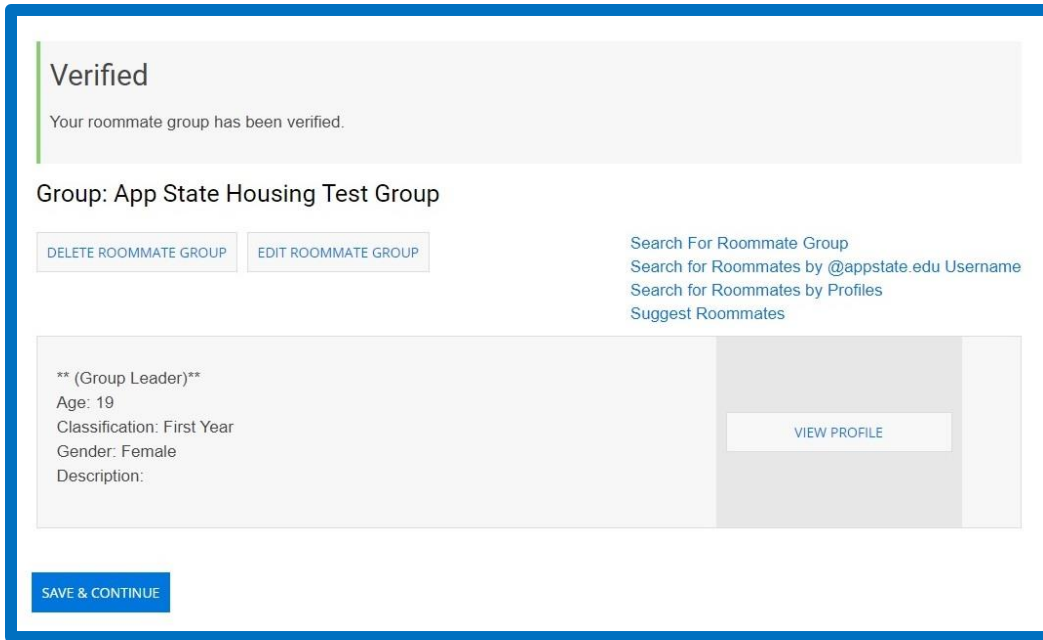 Verified
Your roommate group has been verified.
Group: App State Housing Test Group
DELETE ROOMMATE GROUP
EDIT ROOMMATE GROUP
Search For Roommate Group
Search for Roommates by @appstate.edu Username
Search for Roommates by Profiles
Suggest Roommates
** (Group Leader)**
Age: 19
Classification: First Year
Gender: Female
Description:
VIEW PROFILE
SAVE & CONTINUE